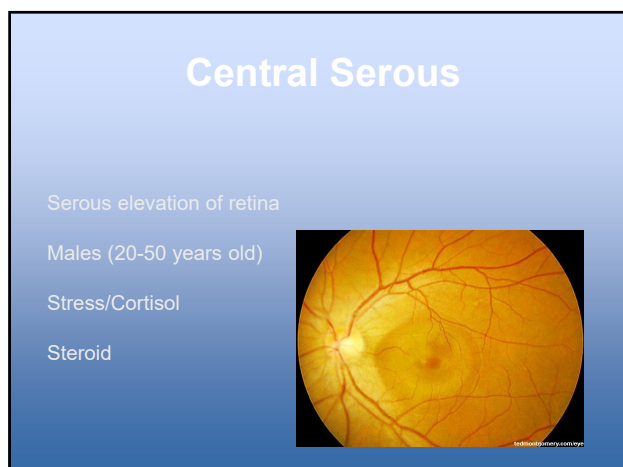 Central Serous
Serous elevation of retina
Males (20-50 years old)
Stress/Cortisol
Steroid
tedmontgomery.com/eye